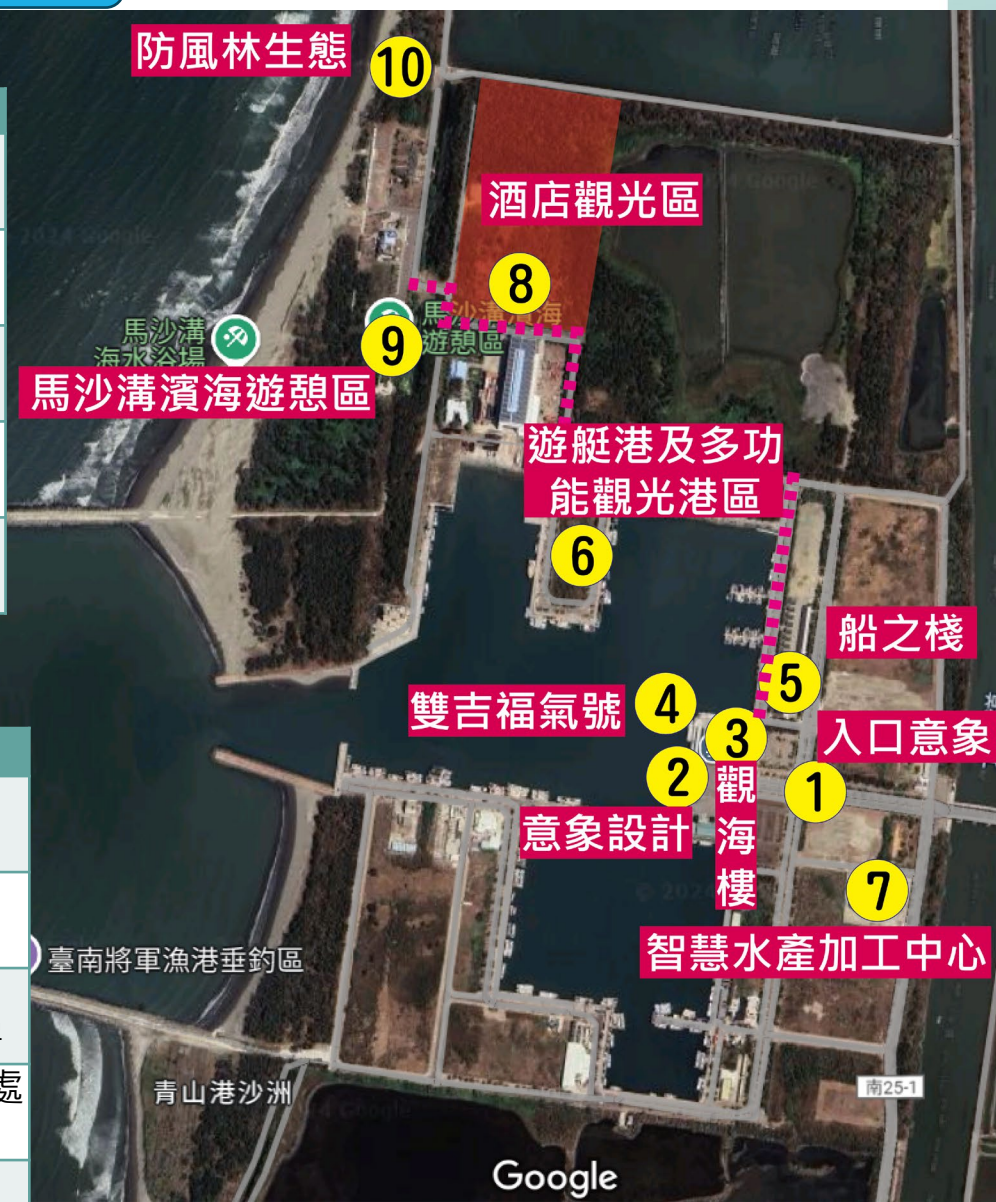 防風林生態
10
酒店觀光區
8
馬沙溝濱海
遊憩區
9
馬沙溝
海水浴場
馬沙溝濱海遊憩區
遊艇港及多功
能觀光港區
6
船之棧
5
雙吉福氣號
4
3
入口意象
2
觀海樓
1
意象設計
7
智慧水產加工中心
臺南將軍漁港垂釣區
處
青山港沙洲
南25-1
Google